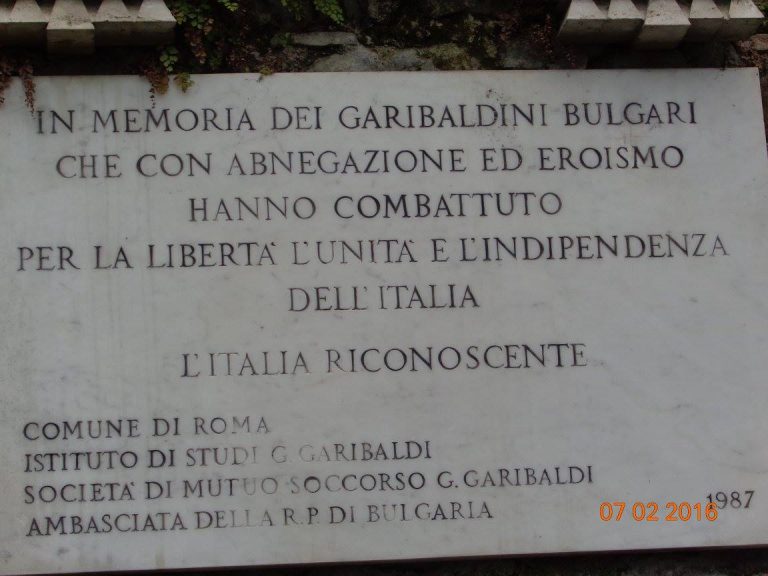 IN MEMORIA DEI GARIBALDINI BULGARI
CHE CON ABNEGAZIONE ED EROISMO
HANNO COMBATTUTO
PER LA LIBERTA' L'UNITA' E L'INDIPENDENZA
DELL'ITALIA
L'ITALIA RICONOSCENTE
COMUNE DI ROMA
ISTITUTO DI STUDI G. GARIBALDI
SOCIETA' DI MUTUO SOCCORSO G. GARIBALDI
AMBASCIATA DELLA R.P. DI BULGARIA
1987
07 02 2016